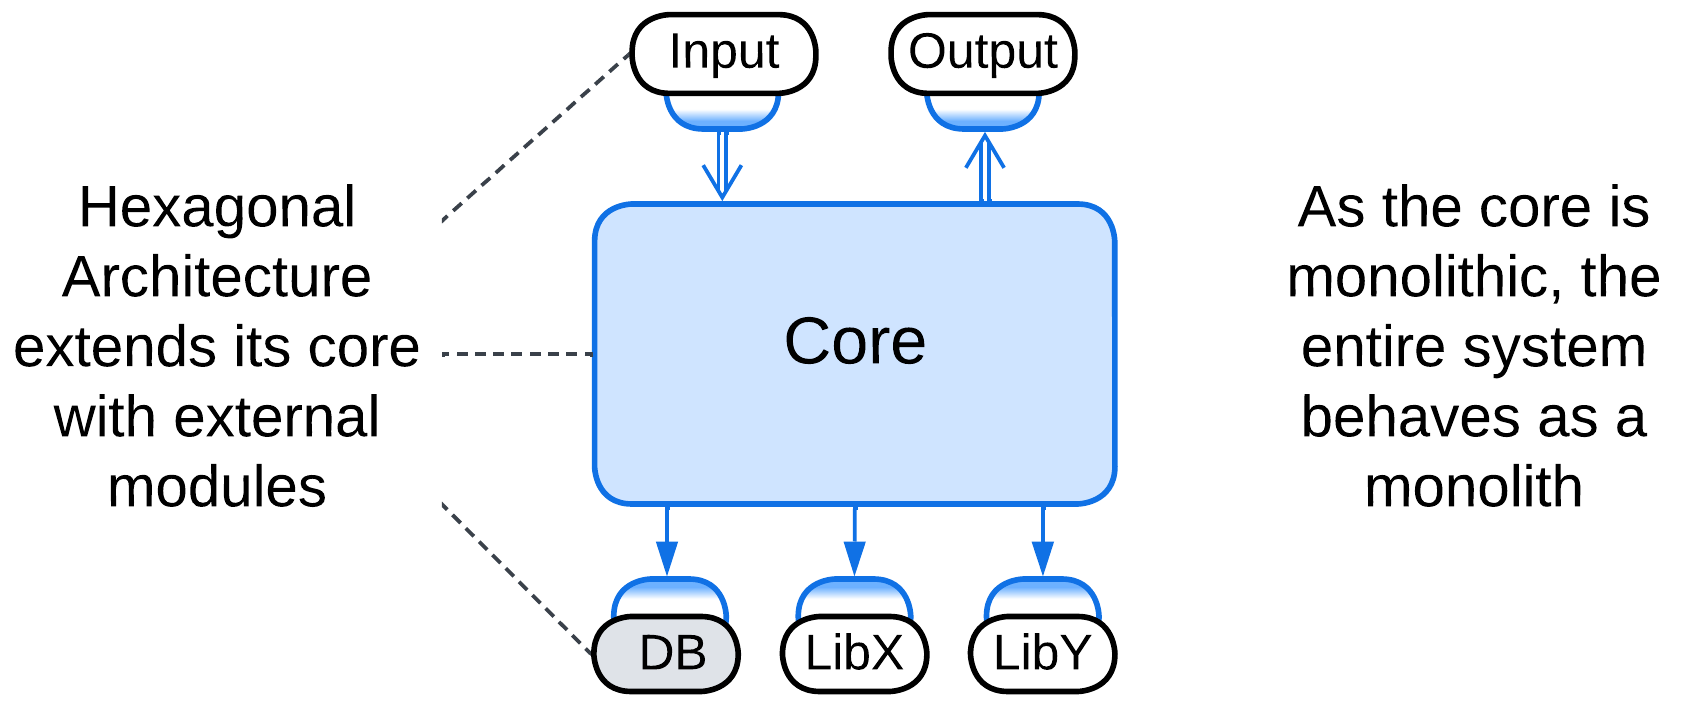 Input
Output
Hexagonal
Architecture
extends its core
with external
modules
Core
As the core is
monolithic, the
entire system
behaves as a
monolith
DB
LibX
LibY